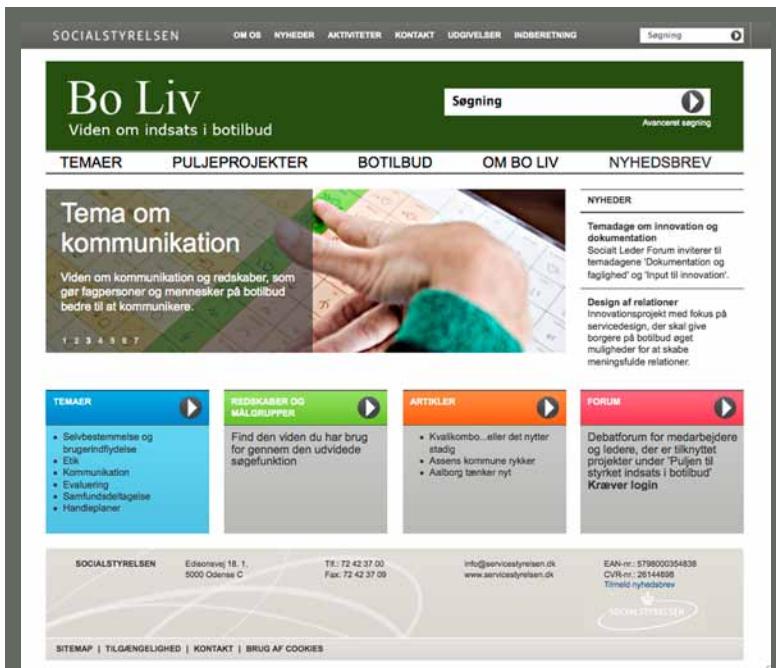 SOCIALSTYRELSEN
OM OS NYHEDER AKTIVITETER KONTAKT UDGIVELSER INDBERETNING
Søgning
Bo Liv
Viden om indsats i botilbud
Søgning
Avanceret søgning
TEMAER PULJEPROJEKTER BOTILBUD OM BO LIV NYHEDSBREV
Tema om
kommunikation
Viden om kommunikation og redskaber, som
gør fagpersoner og mennesker på botilbud
bedre til at kommunikere.
1 2 3 4 5 6 7
NYHEDER
Temadage om innovation og
dokumentation
Socialt Leder Forum inviterer til
temadagene 'Dokumentation og
faglighed' og 'Input til innovation'.
Design af relationer
Innovationsprojekt med fokus på
servicedesign, der skal give
borgere på botilbud øget
muligheder for at skabe
meningsfulde relationer.
TEMAER
Selvbestemmelse og
brugerindflydelse
Etik
Kommunikation
Evaluering
Samfundsdeltagelse
Handleplaner
REDSKABER OG
MÅLGRUPPER
Find den viden du har brug
for gennem den udvidede
søgefunktion
ARTIKLER
Kvalikombo...eller det nytter
stadig
Assens kommune rykker
Aalborg tænker nyt
FORUM
Debatforum for medarbejdere
og ledere, der er tilknyttet
projekter under 'Puljen til
styrket indsats i botilbud'
Kræver login
SOCIALSTYRELSEN
Edisonsvej 18. 1.
5000 Odense C
Tlf.: 72 42 37 00
Fax: 72 42 37 09
info@servicestyrelsen.dk
www.servicestyrelsen.dk
EAN-nr.: 5798000354838
CVR-nr.: 26144698
Tilmeld nyhedsbrev
SOCIALSTYRELSEN
SITEMAP | TILGÆNGELIGHED | KONTAKT | BRUG AF COOKIES